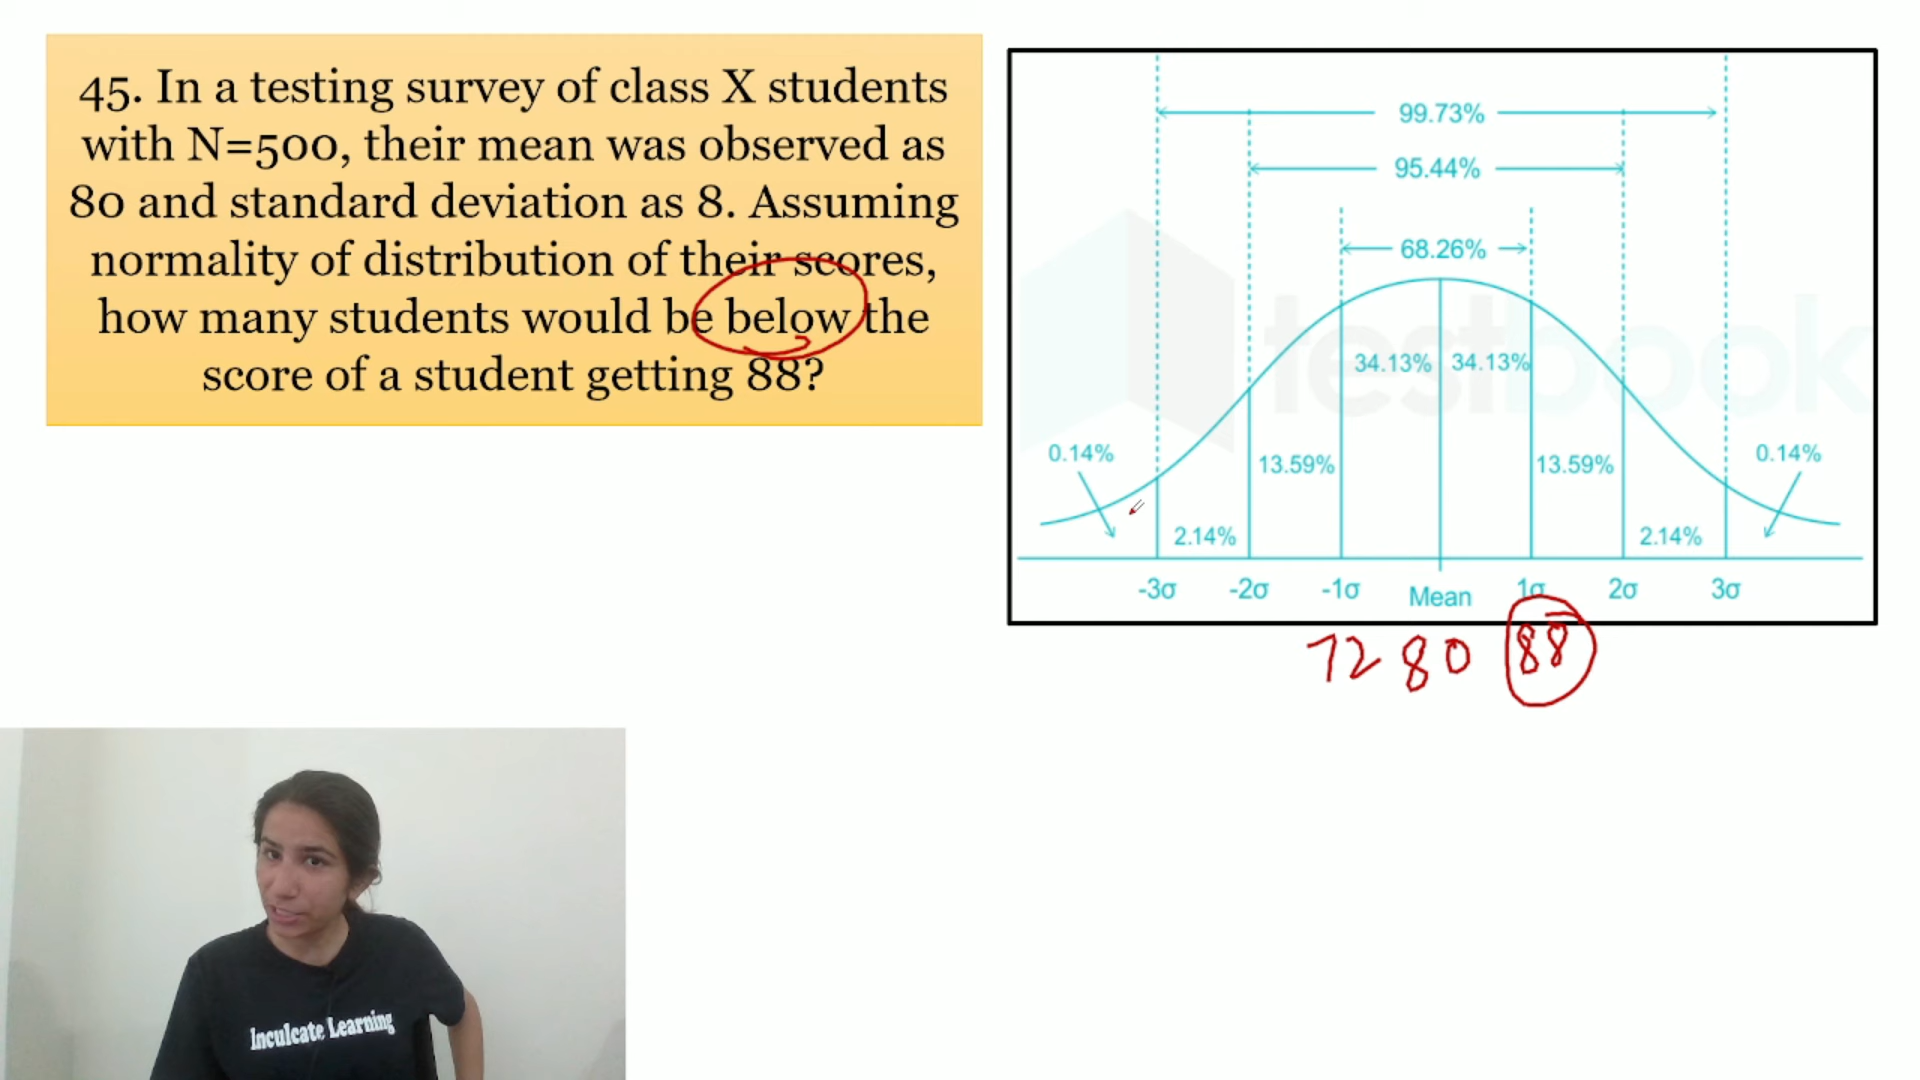 45. In a testing survey of class X students
with N=500, their mean was observed as
80 and standard deviation as 8. Assuming
normality of distribution of their scores,
how many students would be below the
score of a student getting 88?
99.73%
95.44%
68.26%
testbook
34.13% 34.13%
0.14% 13.59% 13.59% 0.14%
2.14% 2.14%
-3σ -2σ -1σ Mean 1σ 2σ 3σ
72 80 88
Inculcate Learning